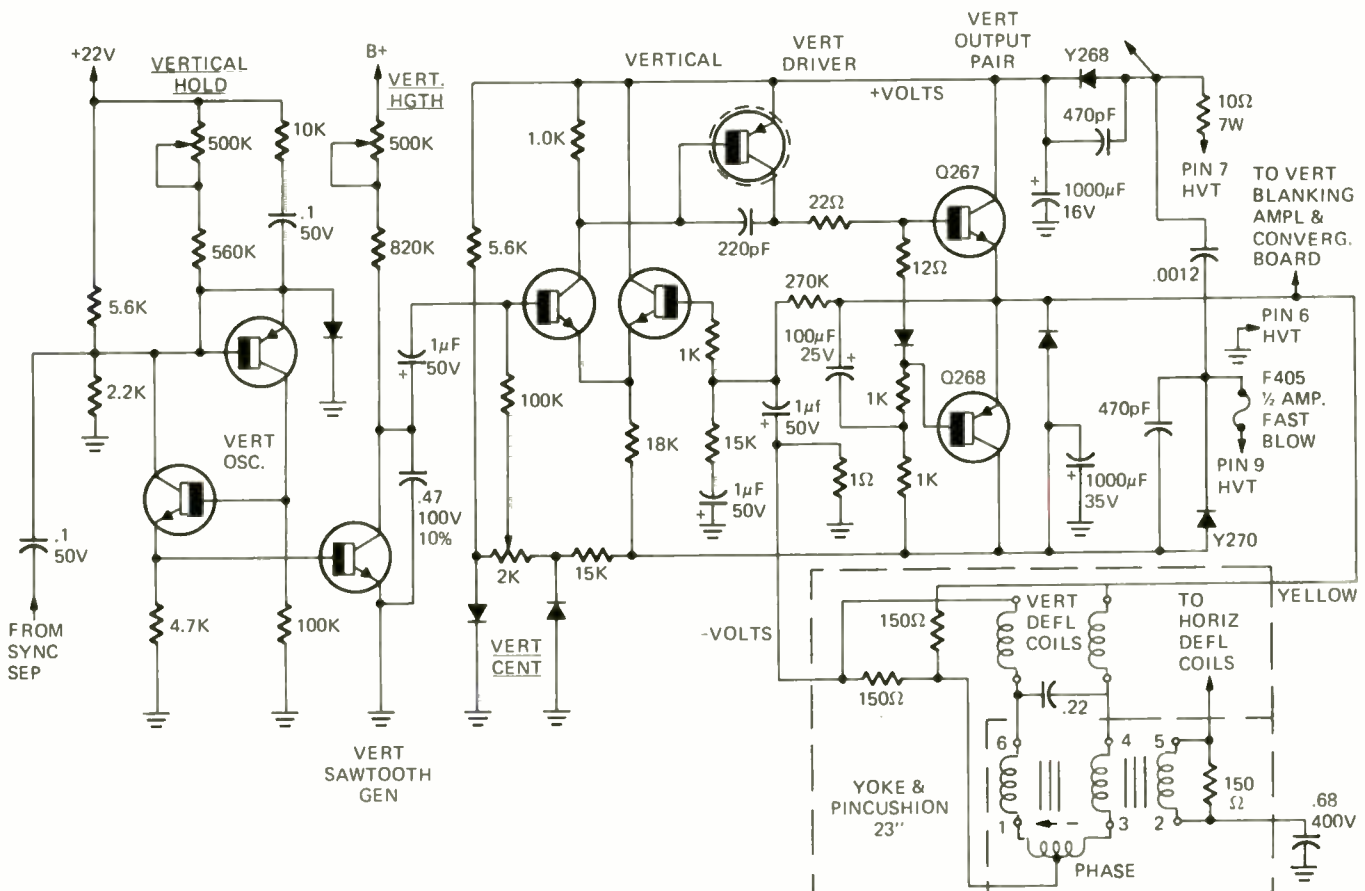 +22V
VERTICAL
HOLD
500K
10K
.1
50V
560K
5.6K
2.2K
VERT
OSC.
.1
50V
FROM
SYNC
SEP
4.7K
100K
B+
VERT.
HGTH
500K
820K
1µF
50V
+
.47
100V
10%
VERT
SAWTOOTH
GEN
VERTICAL
VERT
DRIVER
VERT
OUTPUT
PAIR
+VOLTS
1.0K
5.6K
220pF
22Ω
Q267
12Ω
270K
100µF
25V
+
1K
1K
Q268
1K
100K
18K
15K
1µf
50V
+
1µF
50V
+
1Ω
2K
15K
VERT
CENT
-VOLTS
Y268
470pF
1000µF
16V
+
10Ω
7W
PIN 7
HVT
TO VERT
BLANKING
AMPL &
CONVERG.
BOARD
.0012
PIN 6
HVT
470pF
F405
½ AMP.
FAST
BLOW
PIN 9
HVT
1000µF
35V
+
Y270
YELLOW
150Ω
150Ω
VERT
DEFL
COILS
TO
HORIZ
DEFL
COILS
.22
6
4
5
1
3
2
–
150
Ω
.68
400V
YOKE &
PINCUSHION
23"
PHASE